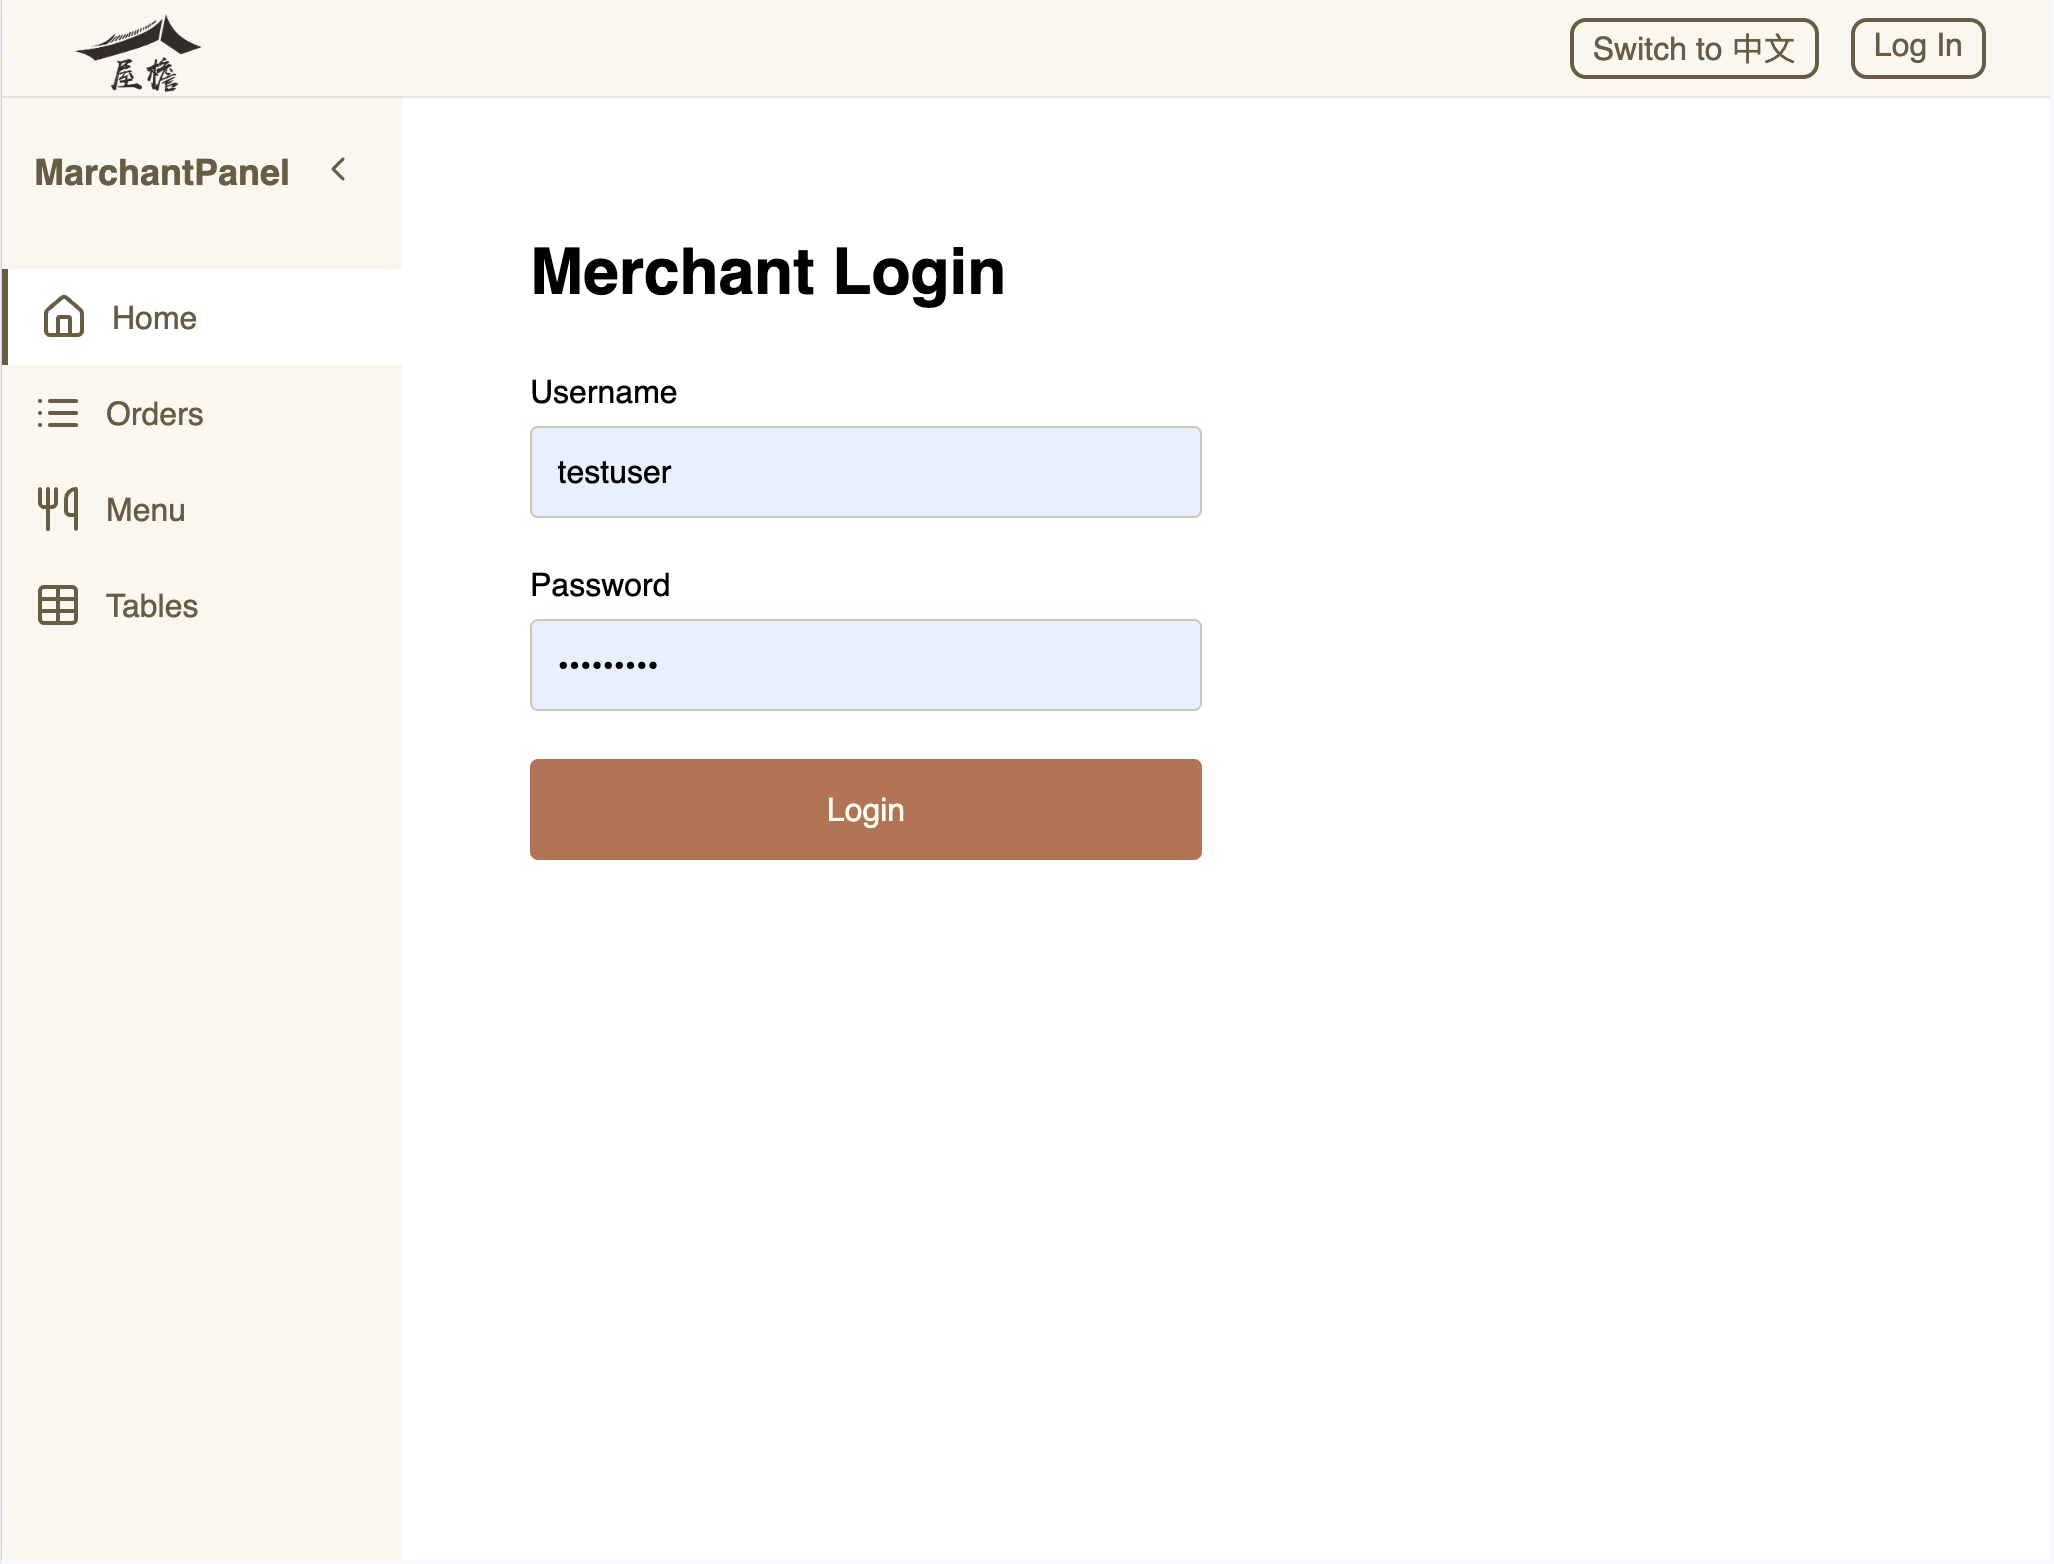 屋檐
Switch to 中文
Log In
MarchantPanel
Home
Orders
Menu
Tables
Merchant Login
Username
testuser
Password
•••••••••
Login